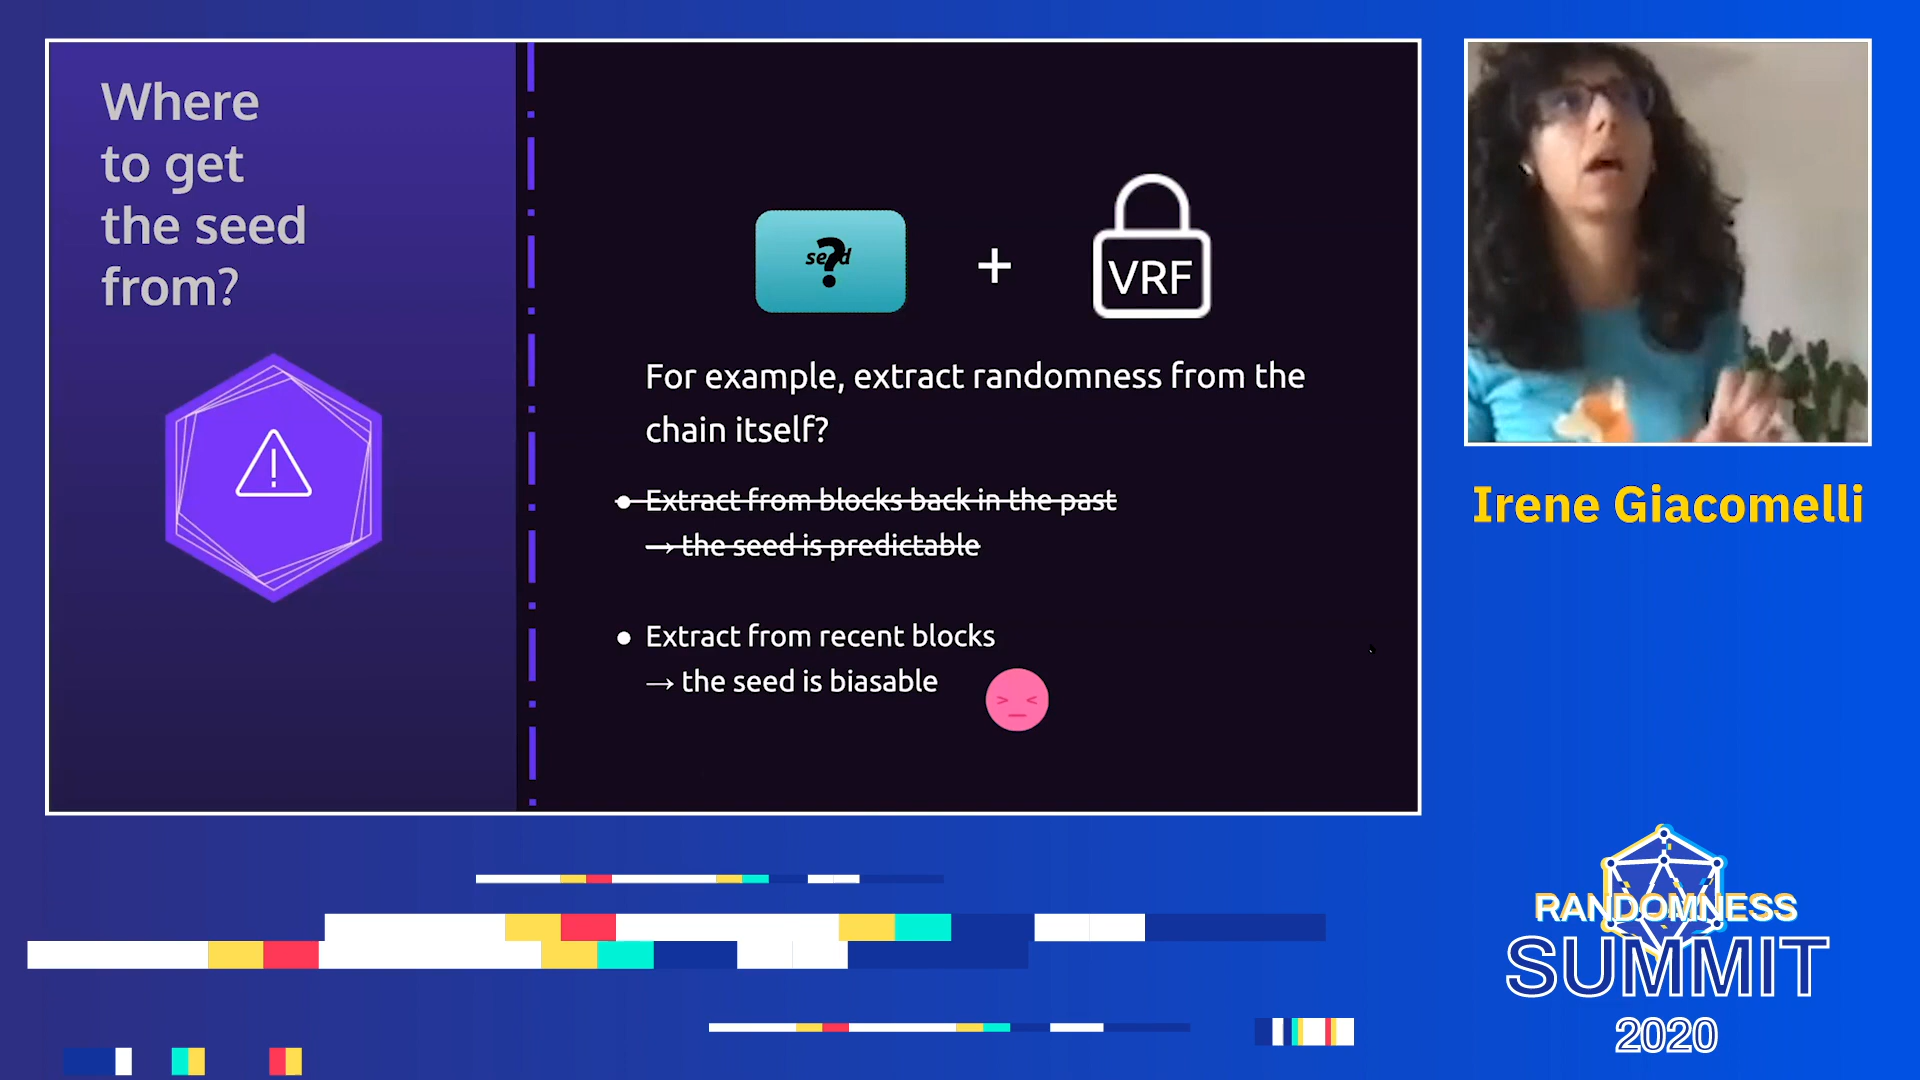 Where
to get
the seed
from?
seed
?
+
VRF
For example, extract randomness from the
chain itself?
● Extract from blocks back in the past
→ the seed is predictable
● Extract from recent blocks
→ the seed is biasable
Irene Giacomelli
RANDOMNESS
SUMMIT
2020